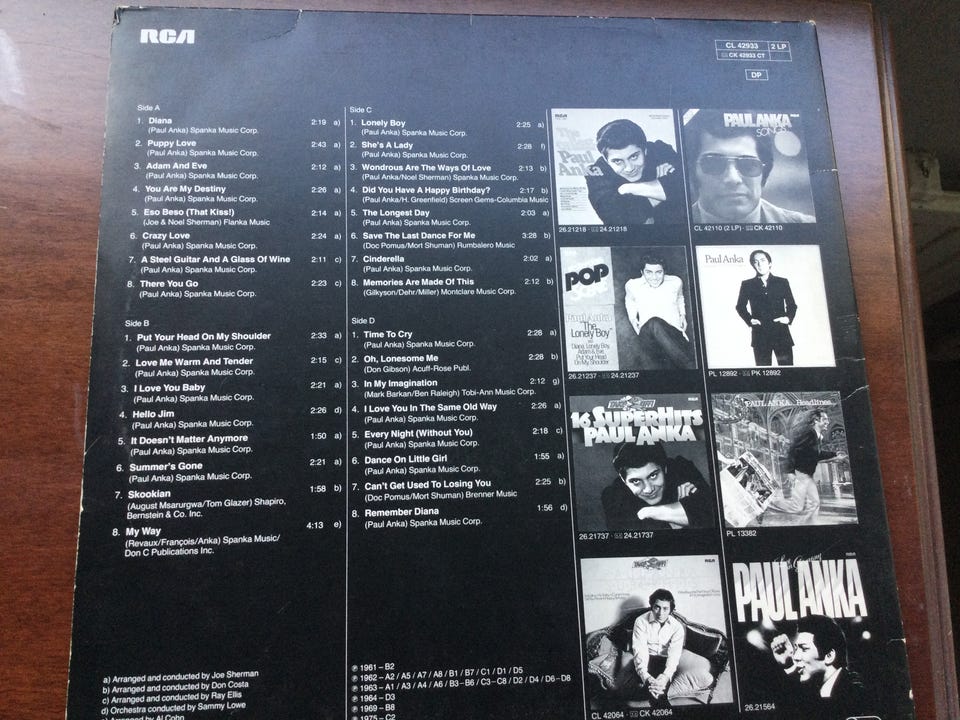 RCA
CL 42933 2 LP
CK 42933 CT
DP
Side A
1. Diana 2:19 a)
(Paul Anka) Spanka Music Corp.
2. Puppy Love 2:43 a)
(Paul Anka) Spanka Music Corp.
3. Adam And Eve 2:12 a)
(Paul Anka) Spanka Music Corp.
4. You Are My Destiny 2:26 a)
(Paul Anka) Spanka Music Corp.
5. Eso Beso (That Kiss!) 2:14 a)
(Joe & Noel Sherman) Flanka Music
6. Crazy Love 2:24 a)
(Paul Anka) Spanka Music Corp.
7. A Steel Guitar And A Glass Of Wine 2:11 c)
(Paul Anka) Spanka Music Corp.
8. There You Go 2:23 c)
(Paul Anka) Spanka Music Corp.
Side B
1. Put Your Head On My Shoulder 2:33 a)
(Paul Anka) Spanka Music Corp.
2. Love Me Warm And Tender 2:15 c)
(Paul Anka) Spanka Music Corp.
3. I Love You Baby 2:21 a)
(Paul Anka) Spanka Music Corp.
4. Hello Jim 2:26 d)
(Paul Anka) Spanka Music Corp.
5. It Doesn't Matter Anymore 1:50 a)
(Paul Anka) Spanka Music Corp.
6. Summer's Gone 2:21 a)
(Paul Anka) Spanka Music Corp.
7. Skookian 1:58 b)
(August Msarurgwa/Tom Glazer) Shapiro,
Bernstein & Co. Inc.
8. My Way 4:13 e)
(Revaux/François/Anka) Spanka Music/
Don C Publications Inc.
a) Arranged and conducted by Joe Sherman
b) Arranged and conducted by Don Costa
c) Arranged and conducted by Ray Ellis
d) Orchestra conducted by Sammy Lowe
e) Arranged by Al Cohn
Side C
1. Lonely Boy 2:25 a)
(Paul Anka) Spanka Music Corp.
2. She's A Lady 2:28 f)
(Paul Anka) Spanka Music Corp.
3. Wondrous Are The Ways Of Love 2:13 b)
(Paul Anka/Noel Sherman) Spanka Music Corp.
4. Did You Have A Happy Birthday? 2:17 b)
(Paul Anka/H. Greenfield) Screen Gems-Columbia Music
5. The Longest Day 2:03 a)
(Paul Anka) Spanka Music Corp.
6. Save The Last Dance For Me 3:28 b)
(Doc Pomus/Mort Shuman) Rumbalero Music
7. Cinderella 2:02 a)
(Paul Anka) Spanka Music Corp.
8. Memories Are Made Of This 2:12 b)
(Gilkyson/Dehr/Miller) Montclare Music Corp.
Side D
1. Time To Cry 2:28 a)
(Paul Anka) Spanka Music Corp.
2. Oh, Lonesome Me 2:28 b)
(Don Gibson) Acuff-Rose Publ.
3. In My Imagination 2:12 g)
(Mark Barkan/Ben Raleigh) Tobi-Ann Music Corp.
4. I Love You In The Same Old Way 2:26 a)
(Paul Anka) Spanka Music Corp.
5. Every Night (Without You) 2:18 c)
(Paul Anka) Spanka Music Corp.
6. Dance On Little Girl 1:55 a)
(Paul Anka) Spanka Music Corp.
7. Can't Get Used To Losing You 2:25 b)
(Doc Pomus/Mort Shuman) Brenner Music
8. Remember Diana 1:56 d)
(Paul Anka) Spanka Music Corp.
℗ 1961 – B2
℗ 1962 – A2 / A5 / A7 / A8 / B1 / B7 / C1 / D1 / D5
℗ 1963 – A1 / A3 / A4 / A6 / B3–B6 / C3–C8 / D2 / D4 / D6–D8
℗ 1964 – D3
℗ 1969 – B8
℗ 1975 – C2
Paul
Anka
26.21218 · 24.21218
PAUL ANKA
SONGS
CL 42110 (2 LP) · CK 42110
POP
Paul Anka
"The
Lonely Boy"
Diana, Lonely Boy,
Adam & Eve
Put Your Head
On My Shoulder
26.21237 · 24.21237
Paul Anka
PL 12892 · PK 12892
16 SUPERHITS
PAUL ANKA
26.21737 · 24.21737
PAUL ANKA Headlines
PL 13382
CL 42064 · CK 42064
PAUL ANKA
26.21564